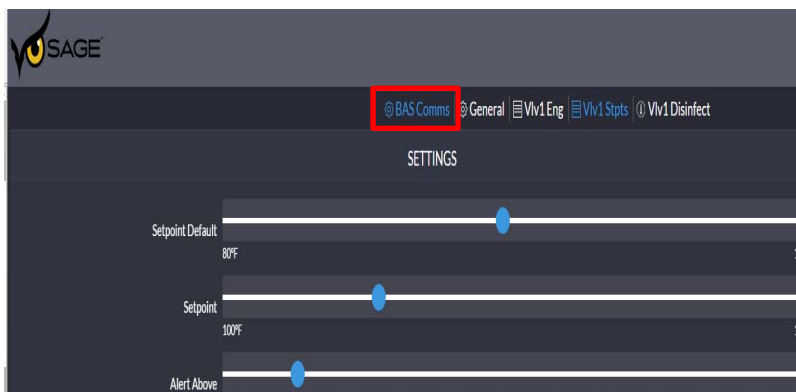 SAGE
BAS Comms General Vlv1 Eng Vlv1 Stpts Vlv1 Disinfect
SETTINGS
Setpoint Default
80°F
Setpoint
100°F
Alert Above